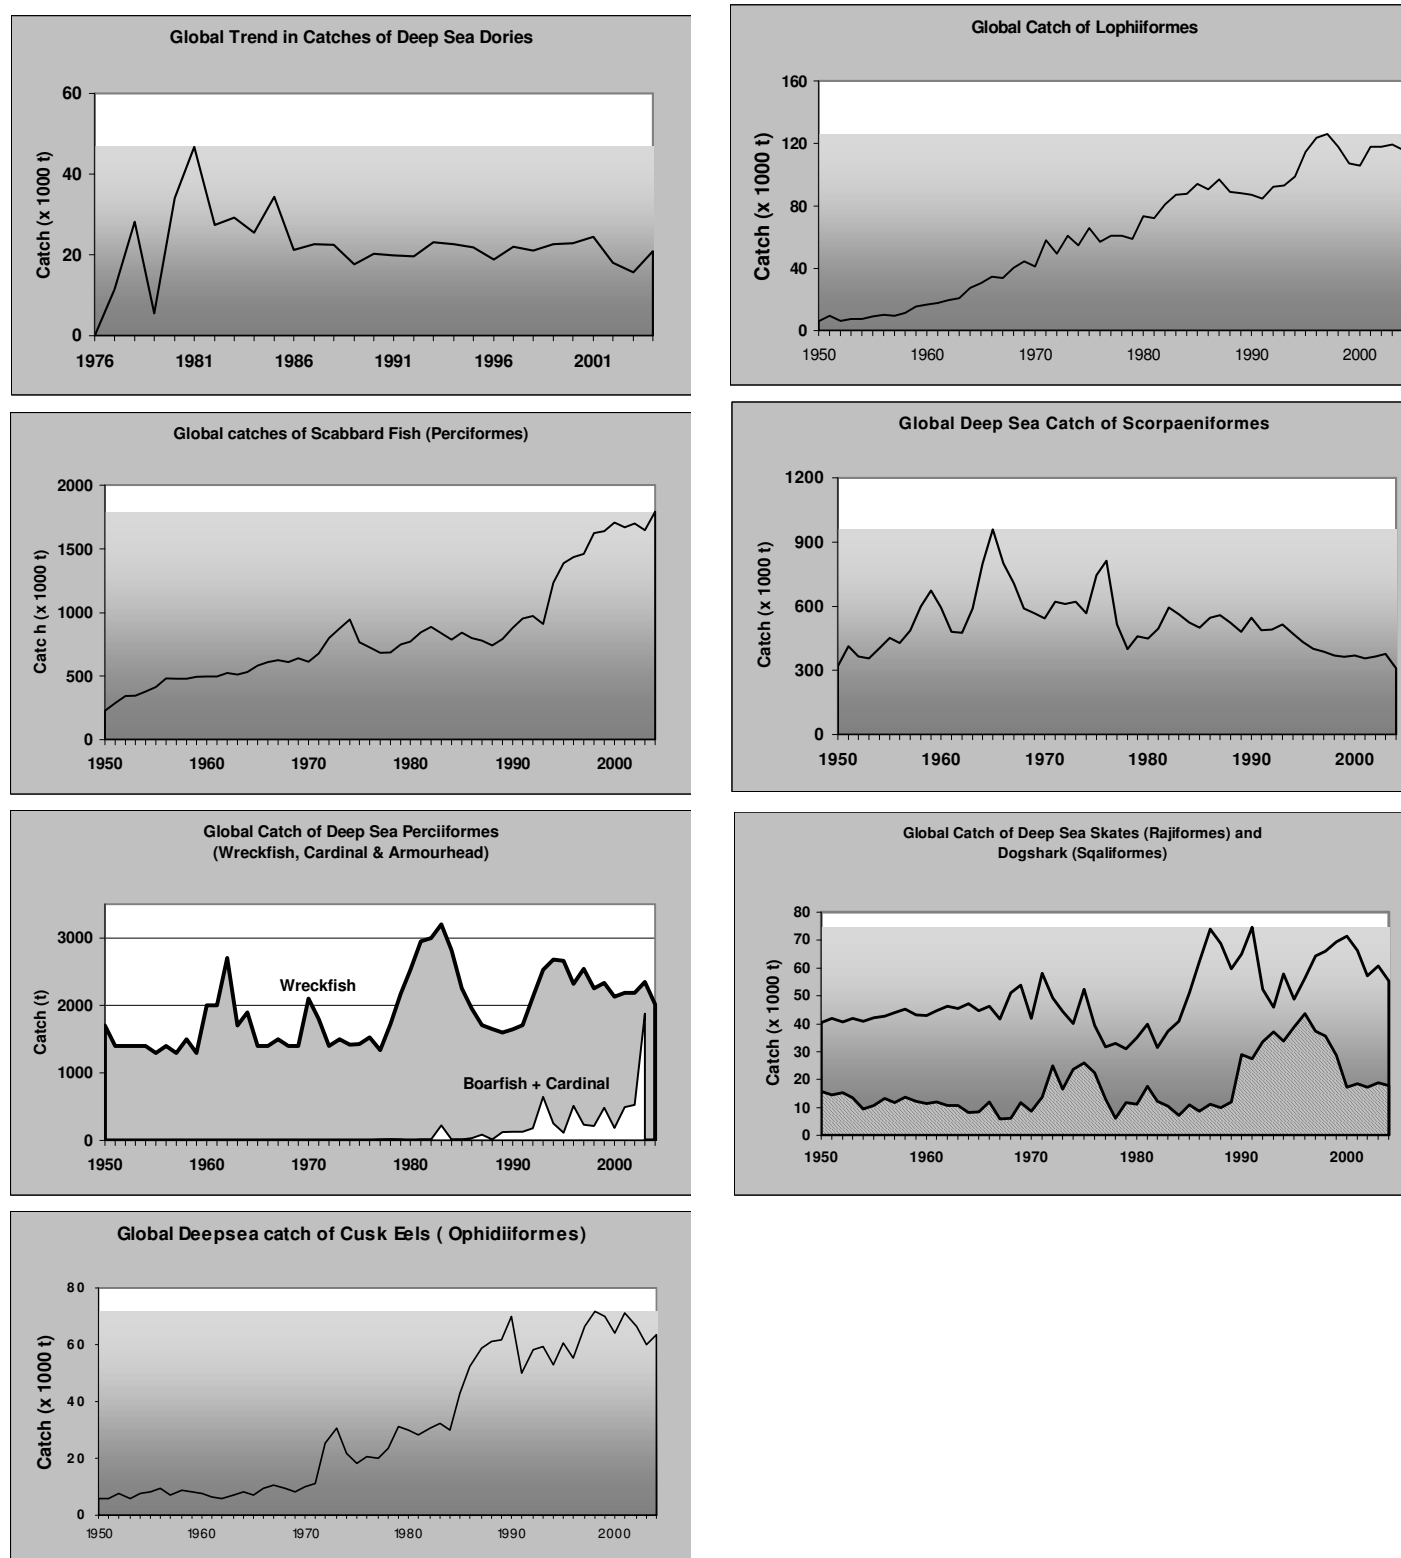 Global Trend in Catches of Deep Sea Dories
60
40
20
0
Catch (x 1000 t)
1976 1981 1986 1991 1996 2001
Global Catch of Lophiiformes
160
120
80
40
0
Catch (x 1000 t)
1950 1960 1970 1980 1990 2000
Global catches of Scabbard Fish (Perciformes)
2000
1500
1000
500
0
Catc h (x 1000 t)
1950 1960 1970 1980 1990 2000
Global Deep Sea Catch of Scorpaeniformes
1200
900
600
300
0
Catch (x 1000 t)
1950 1960 1970 1980 1990 2000
Global Catch of Deep Sea Perciiformes
(Wreckfish, Cardinal & Armourhead)
3000
2000
1000
0
Catch (t)
Wreckfish
Boarfish + Cardinal
1950 1960 1970 1980 1990 2000
Global Catch of Deep Sea Skates (Rajiformes) and
Dogshark (Sqaliformes)
80
70
60
50
40
30
20
10
0
Catch (x 1000 t)
1950 1960 1970 1980 1990 2000
Global Deepsea catch of Cusk Eels ( Ophidiiformes)
80
60
40
20
0
Catch (x 1000 t)
1950 1960 1970 1980 1990 2000